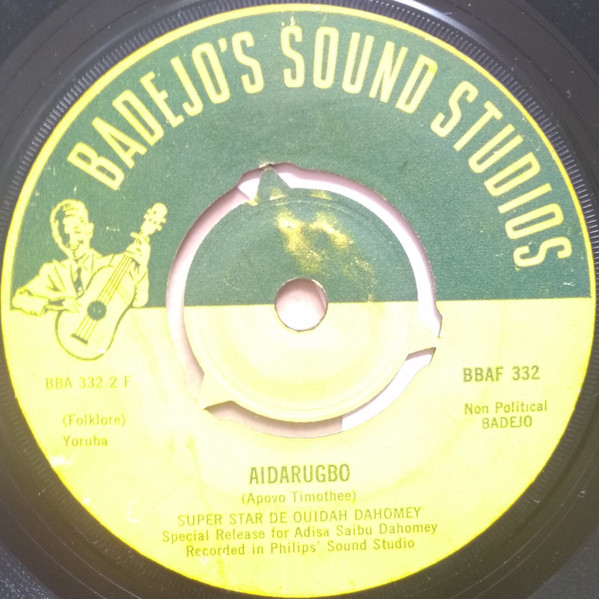 BADEJO'S SOUND STUDIOS
BBA 332.2 F
(Folklore)
Yoruba
BBAF 332
Non Political
BADEJO
AIDARUGBO
(Apovo Timothee)
SUPER STAR DE OUIDAH DAHOMEY
Special Release for Adisa Saibu Dahomey
Recorded in Philips' Sound Studio